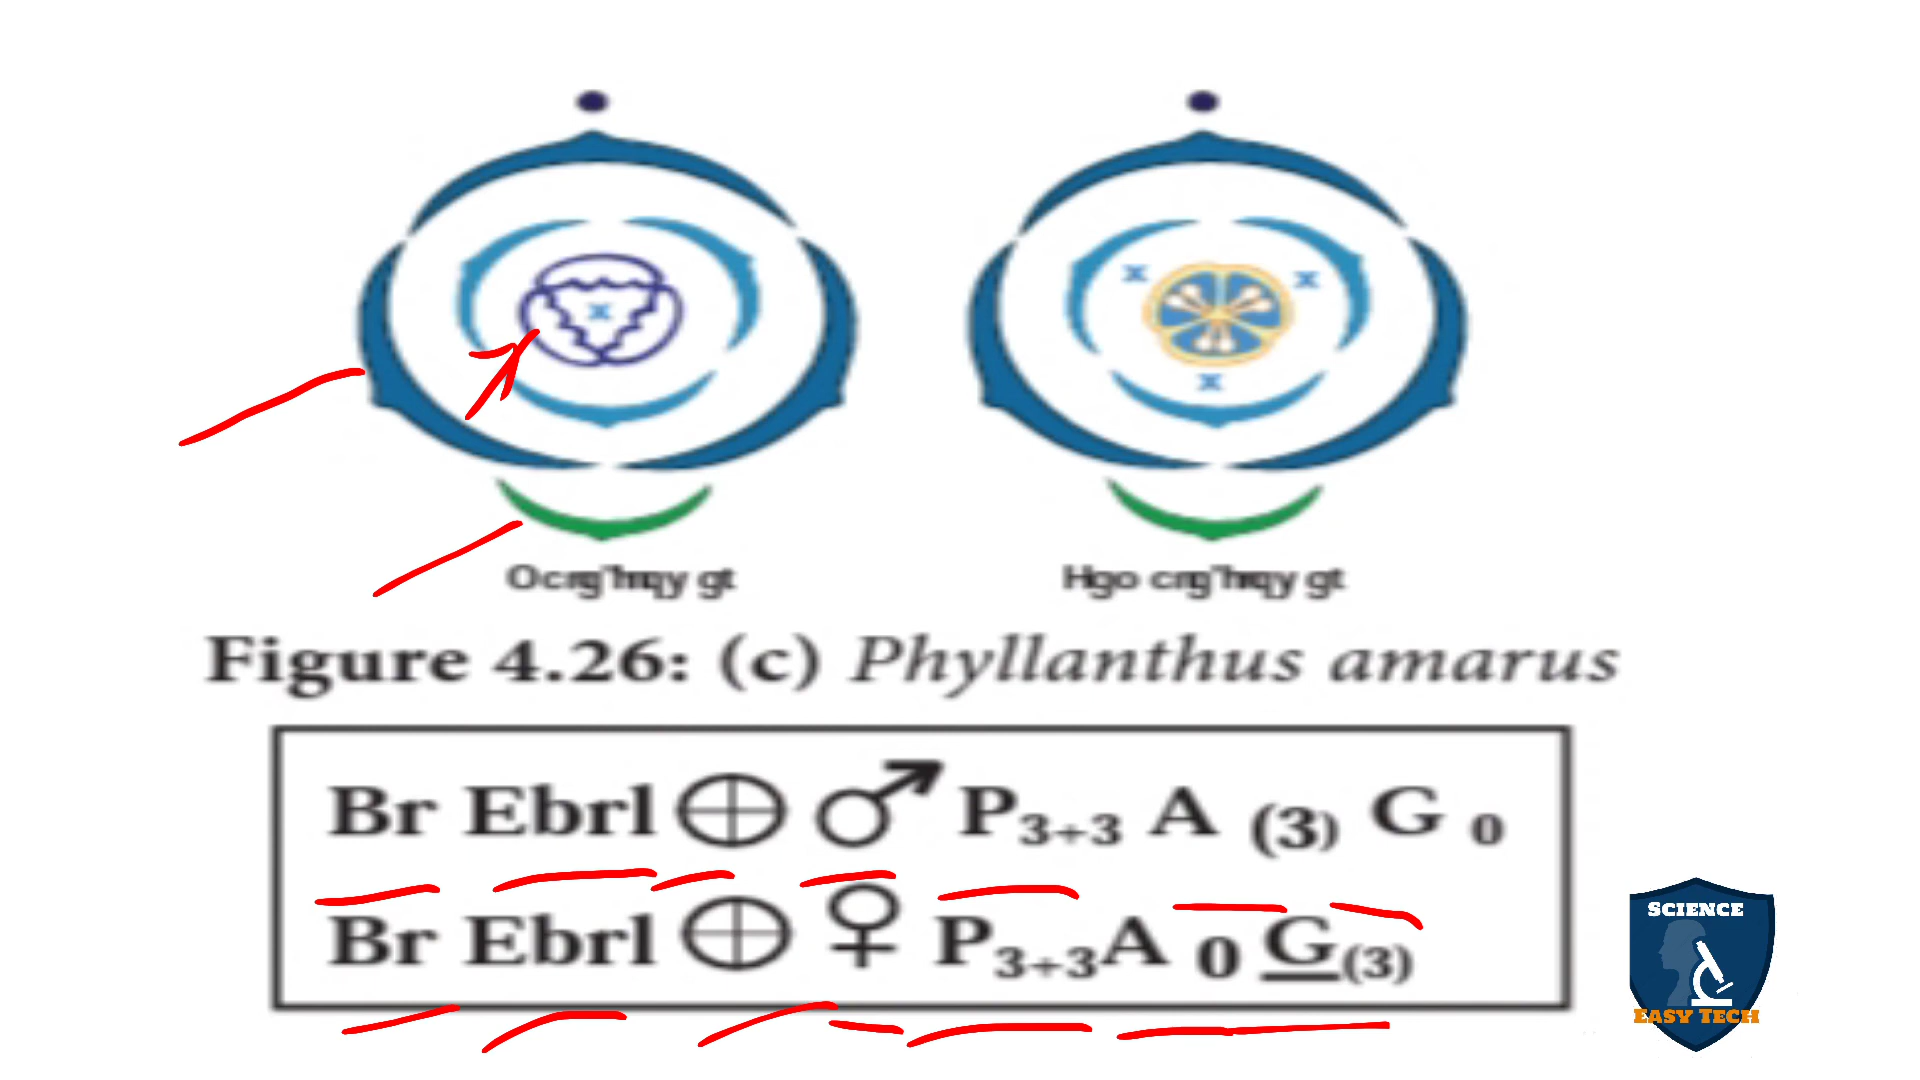 Figure 4.26: (c) Phyllanthus amarus
Br Ebrl ⊕ ♂ P3+3 A (3) G 0
Br Ebrl ⊕ ♀ P3+3 A 0 G(3)
SCIENCE
EASY TECH